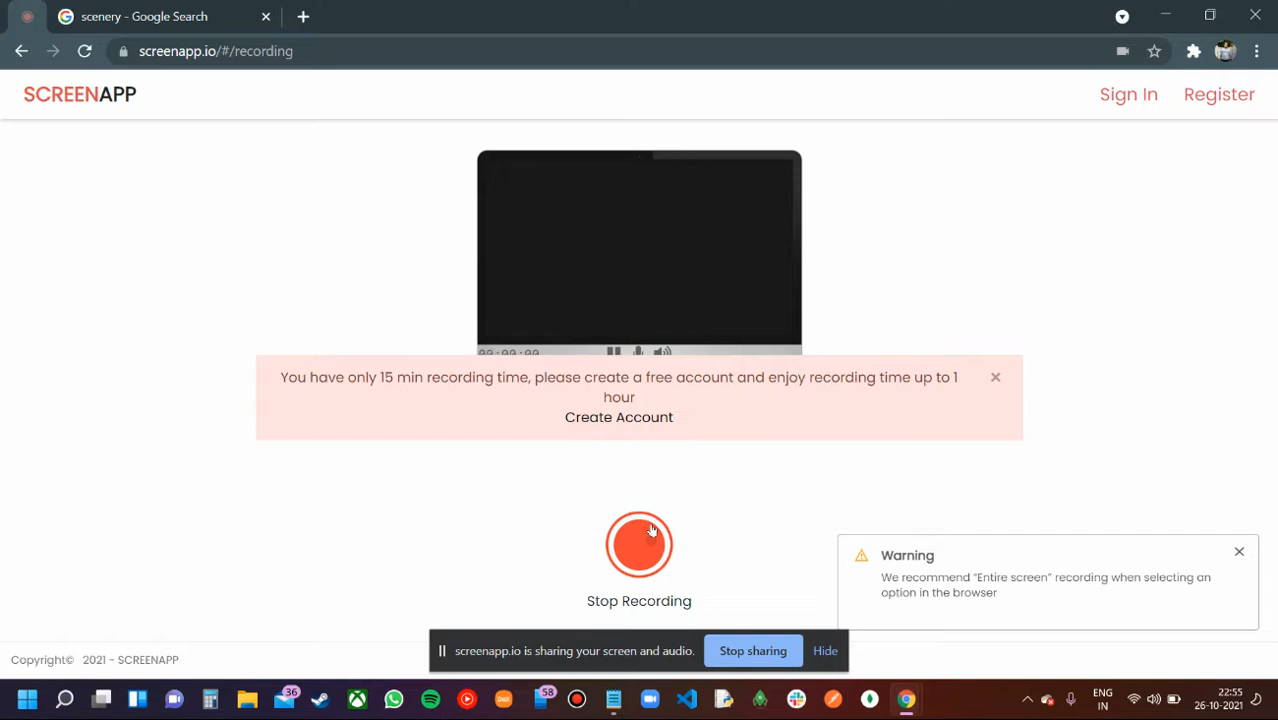 scenery - Google Search
screenapp.io/#/recording
SCREENAPP
Sign In
Register
00:00:00
You have only 15 min recording time, please create a free account and enjoy recording time up to 1
hour
Create Account
Warning
We recommend "Entire screen" recording when selecting an
option in the browser
Stop Recording
screenapp.io is sharing your screen and audio.
Stop sharing
Hide
Copyright© 2021 - SCREENAPP
36
58
ENG
IN
22:55
26-10-2021